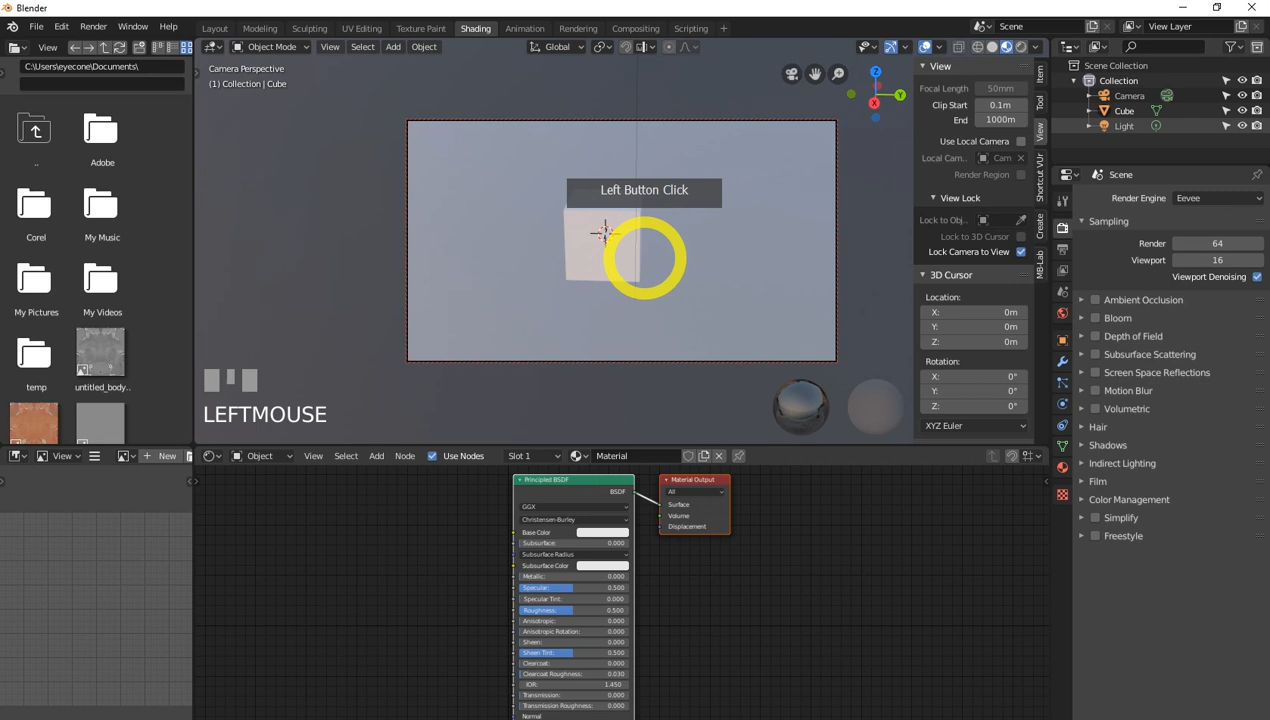 Blender
File Edit Render Window Help
Layout Modeling Sculpting UV Editing Texture Paint Shading Animation Rendering Compositing Scripting +
Scene
View Layer
View
Object Mode View Select Add Object
Global
C:\Users\eyecone\Documents\
..
Adobe
Corel
My Music
My Pictures
My Videos
temp
untitled_body..
Camera Perspective
(1) Collection | Cube
Left Button Click
LEFTMOUSE
Z
Y
X
View
Focal Length 50mm
Clip Start 0.1m
End 1000m
Use Local Camera
Local Cam... Cam
Render Region
View Lock
Lock to Obj..
Lock to 3D Cursor
Lock Camera to View
3D Cursor
Location:
X: 0m
Y: 0m
Z: 0m
Rotation:
X: 0°
Y: 0°
Z: 0°
XYZ Euler
Item
Tool
View
Shortcut VUr
Create
MB-Lab
Scene Collection
Collection
Camera
Cube
Light
Scene
Render Engine Eevee
Sampling
Render 64
Viewport 16
Viewport Denoising
Ambient Occlusion
Bloom
Depth of Field
Subsurface Scattering
Screen Space Reflections
Motion Blur
Volumetric
Hair
Shadows
Indirect Lighting
Film
Color Management
Simplify
Freestyle
View + New
Object View Select Add Node Use Nodes Slot 1 Material
Principled BSDF
BSDF
GGX
Christensen-Burley
Base Color
Subsurface: 0.000
Subsurface Radius
Subsurface Color
Metallic: 0.000
Specular: 0.500
Specular Tint: 0.000
Roughness: 0.500
Anisotropic: 0.000
Anisotropic Rotation: 0.000
Sheen: 0.000
Sheen Tint: 0.500
Clearcoat: 0.000
Clearcoat Roughness: 0.030
IOR: 1.450
Transmission: 0.000
Transmission Roughness: 0.000
Normal
Material Output
All
Surface
Volume
Displacement